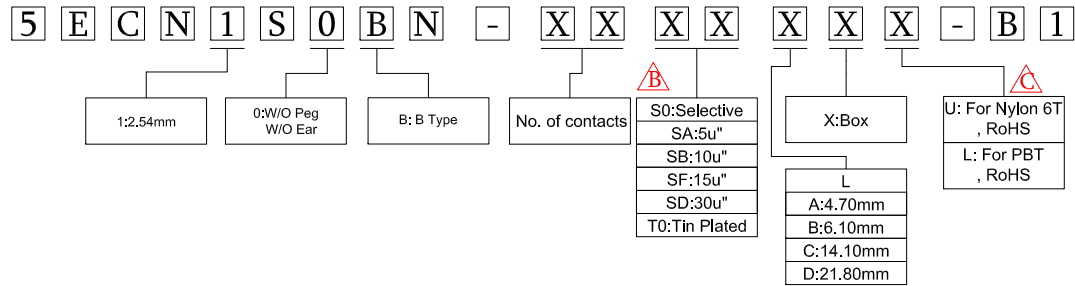 5 E C N 1 S 0 B N - X X X X X X X - B 1
1:2.54mm
0:W/O Peg
W/O Ear
B: B Type
No. of contacts
B
S0:Selective
SA:5u"
SB:10u"
SF:15u"
SD:30u"
T0:Tin Plated
L
A:4.70mm
B:6.10mm
C:14.10mm
D:21.80mm
X:Box
C
U: For Nylon 6T
, RoHS
L: For PBT
, RoHS